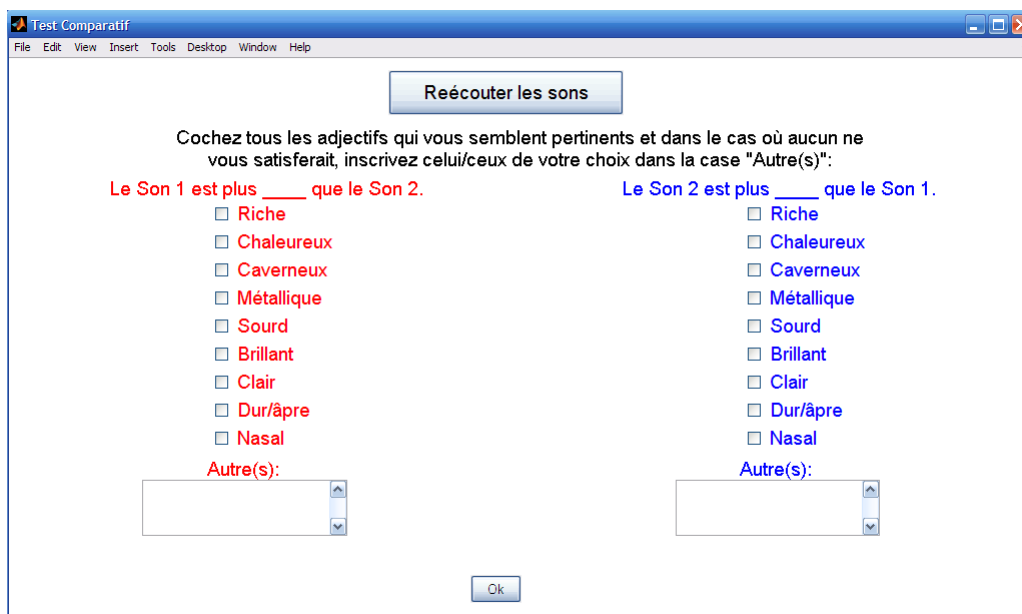 Test Comparatif
File Edit View Insert Tools Desktop Window Help
Reécouter les sons
Cochez tous les adjectifs qui vous semblent pertinents et dans le cas où aucun ne
vous satisferait, inscrivez celui/ceux de votre choix dans la case "Autre(s)":
Le Son 1 est plus ____ que le Son 2.
Riche
Chaleureux
Caverneux
Métallique
Sourd
Brillant
Clair
Dur/âpre
Nasal
Autre(s):
Le Son 2 est plus ____ que le Son 1.
Riche
Chaleureux
Caverneux
Métallique
Sourd
Brillant
Clair
Dur/âpre
Nasal
Autre(s):
Ok